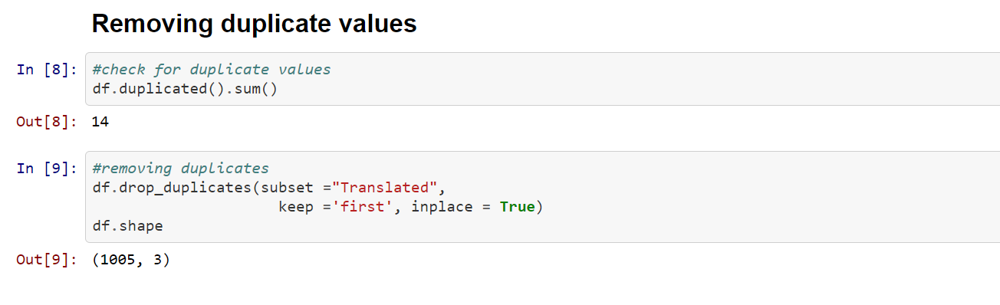 Removing duplicate values
In [8]: #check for duplicate values
df.duplicated().sum()
Out[8]: 14
In [9]: #removing duplicates
df.drop_duplicates(subset ="Translated",
                     keep ='first', inplace = True)
df.shape
Out[9]: (1005, 3)